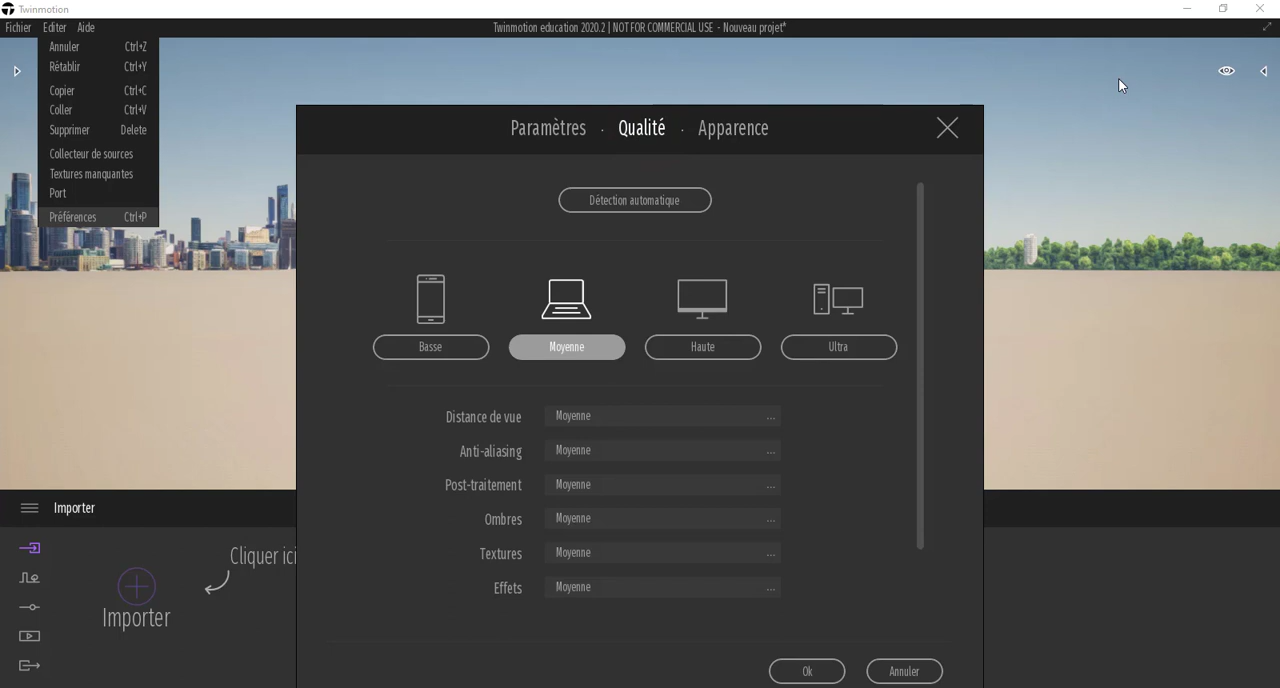 Twinmotion
Fichier Editer Aide
Twinmotion education 2020.2 | NOT FOR COMMERCIAL USE - Nouveau projet*
Annuler Ctrl+Z
Rétablir Ctrl+Y
Copier Ctrl+C
Coller Ctrl+V
Supprimer Delete
Collecteur de sources
Textures manquantes
Port
Préférences Ctrl+P
Paramètres · Qualité · Apparence
Détection automatique
Basse Moyenne Haute Ultra
Distance de vue Moyenne ...
Anti-aliasing Moyenne ...
Post-traitement Moyenne ...
Ombres Moyenne ...
Textures Moyenne ...
Effets Moyenne ...
Ok Annuler
Importer
Cliquer ici
Importer